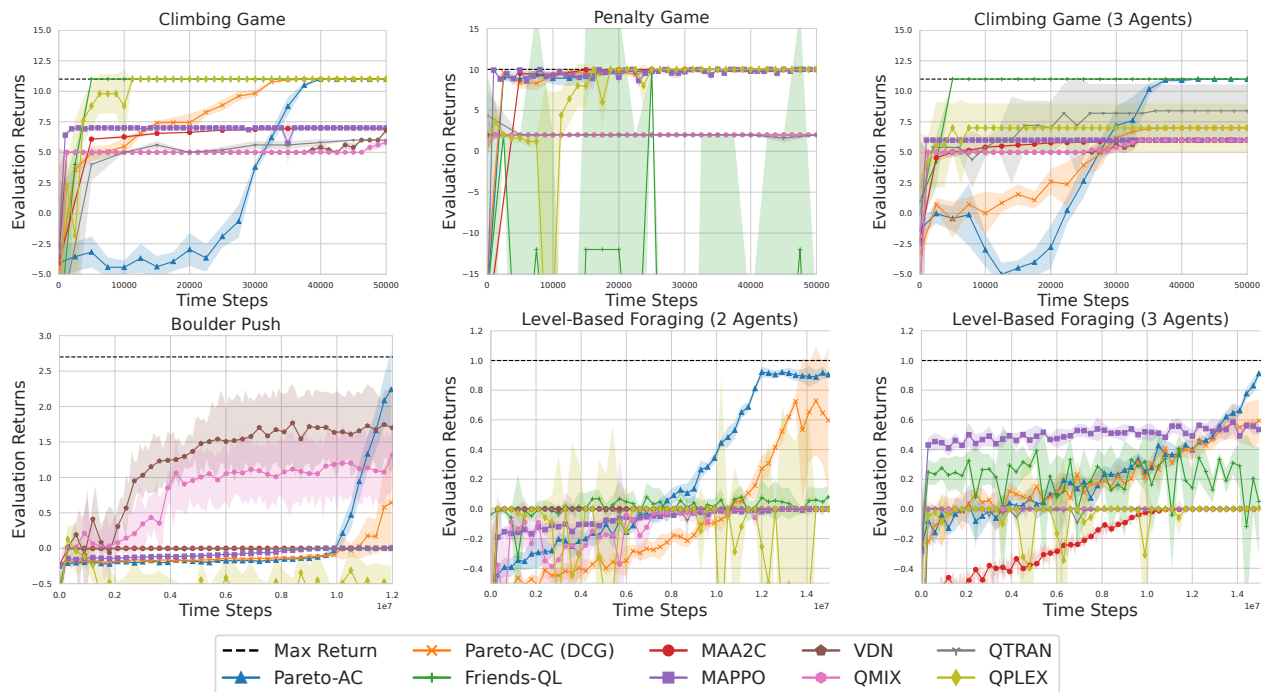 Climbing Game
Penalty Game
Climbing Game (3 Agents)
Evaluation Returns
15.0
12.5
10.0
7.5
5.0
2.5
0.0
−2.5
−5.0
0
10000
20000
30000
40000
50000
Time Steps
Evaluation Returns
15
10
5
0
−5
−10
−15
0
10000
20000
30000
40000
50000
Time Steps
Evaluation Returns
15.0
12.5
10.0
7.5
5.0
2.5
0.0
−2.5
−5.0
0
10000
20000
30000
40000
50000
Time Steps
Boulder Push
Level-Based Foraging (2 Agents)
Level-Based Foraging (3 Agents)
Evaluation Returns
3.0
2.5
2.0
1.5
1.0
0.5
0.0
−0.5
0.0
0.2
0.4
0.6
0.8
1.0
1.2
1e7
Time Steps
Evaluation Returns
1.2
1.0
0.8
0.6
0.4
0.2
0.0
−0.2
−0.4
0.0
0.2
0.4
0.6
0.8
1.0
1.2
1.4
1e7
Time Steps
Evaluation Returns
1.2
1.0
0.8
0.6
0.4
0.2
0.0
−0.2
−0.4
0.0
0.2
0.4
0.6
0.8
1.0
1.2
1.4
1e7
Time Steps
Max Return
Pareto-AC (DCG)
MAA2C
VDN
QTRAN
Pareto-AC
Friends-QL
MAPPO
QMIX
QPLEX